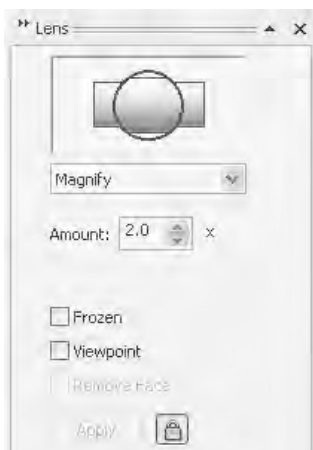 Lens
Magnify
Amount: 2.0 x
Frozen
Viewpoint
Remove Face
Apply